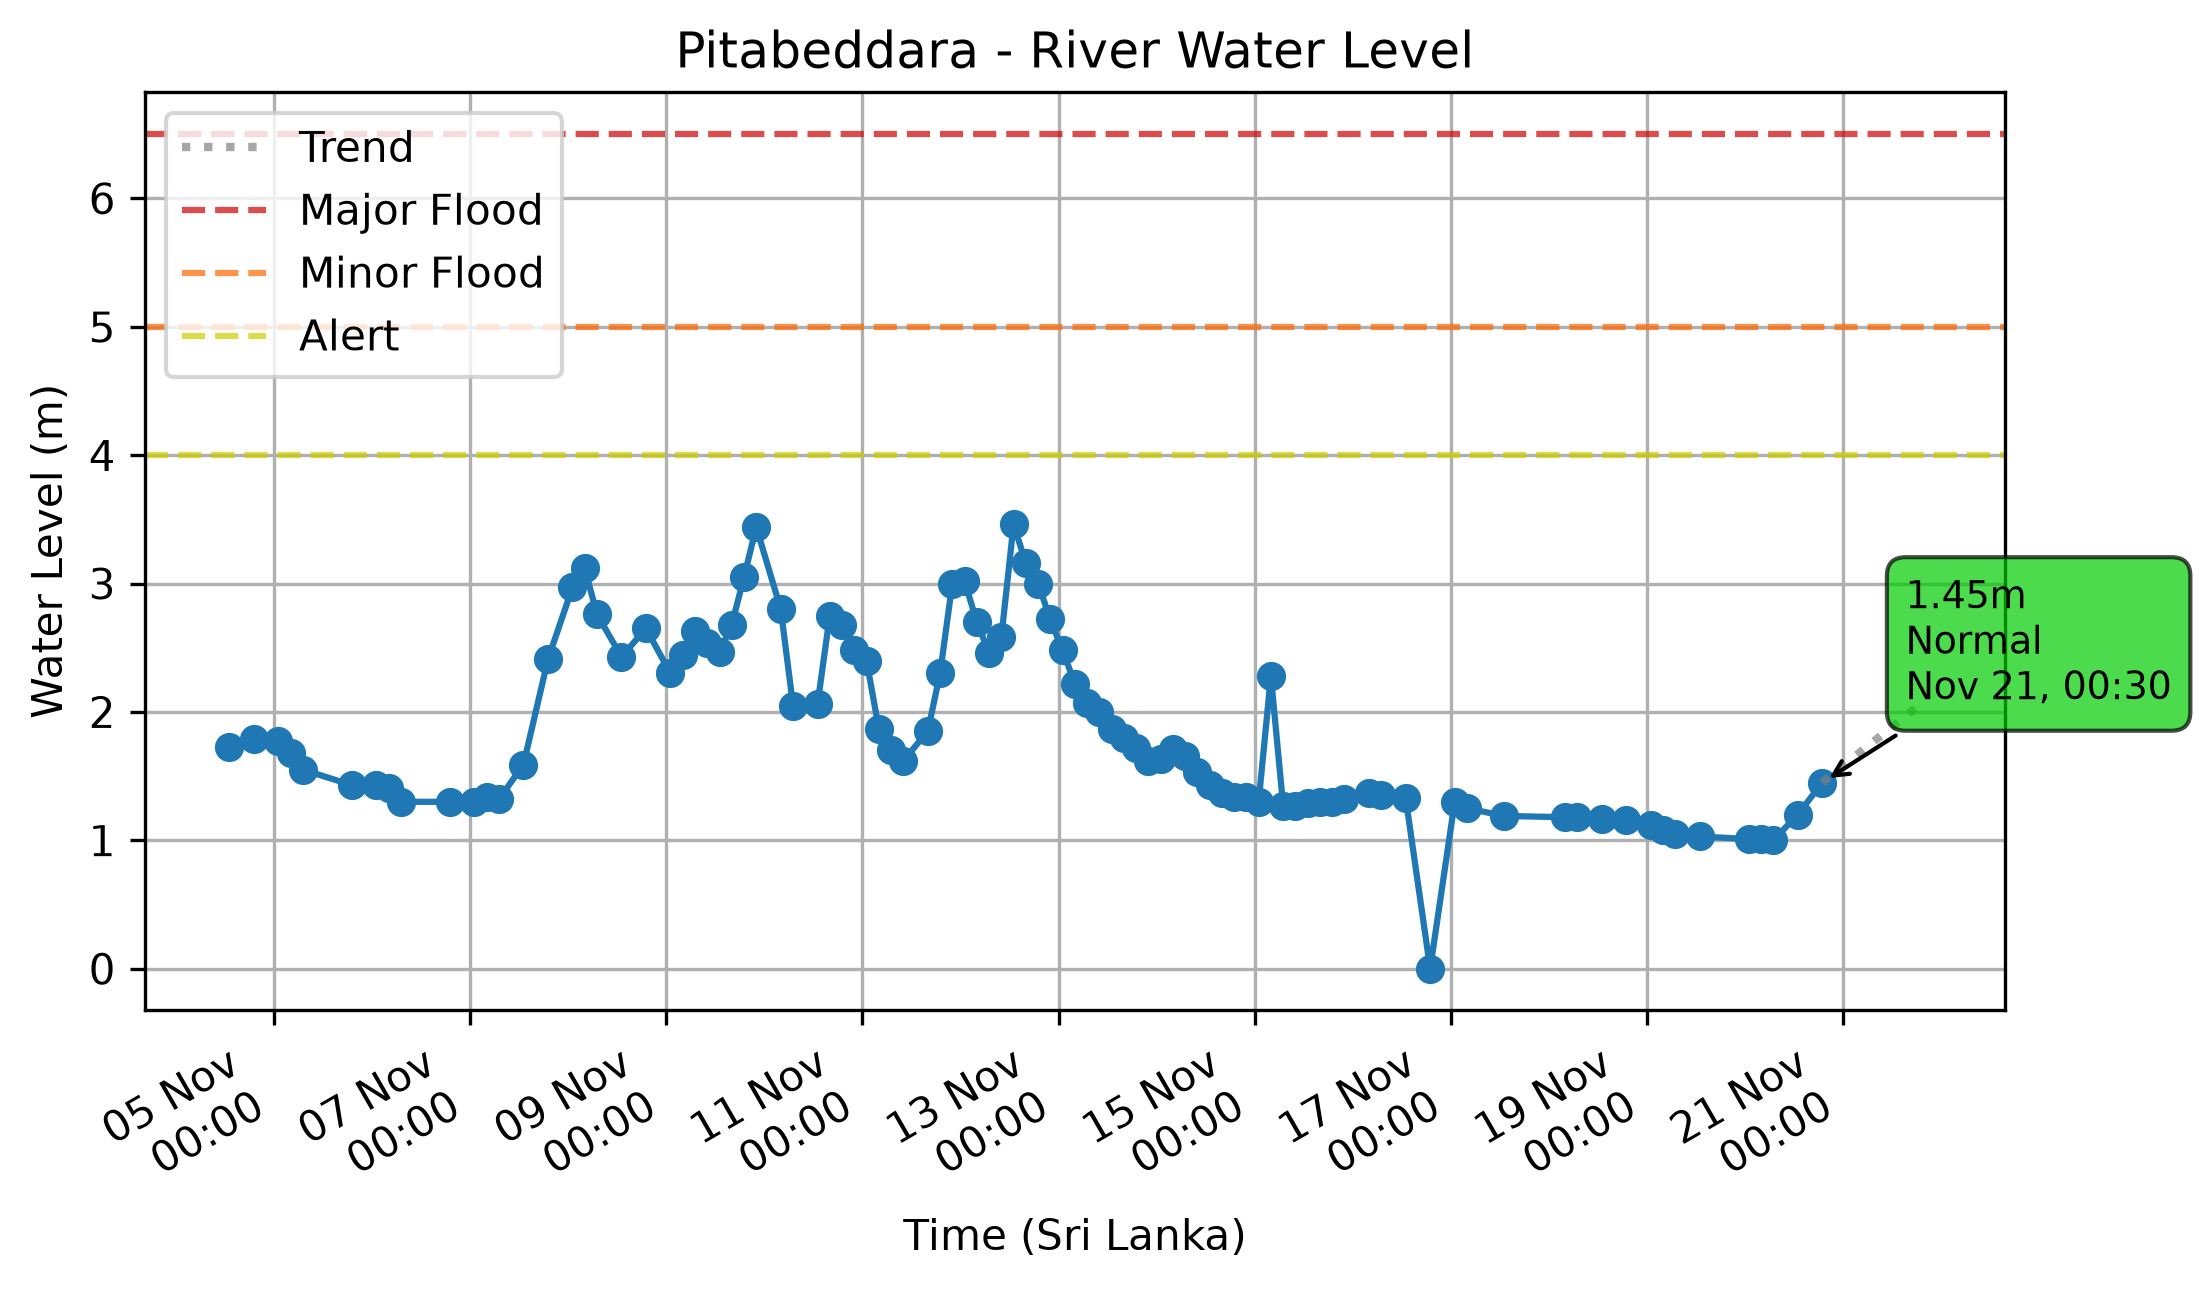 Pitabeddara - River Water Level
Trend
Major Flood
Minor Flood
Alert
6
5
4
3
2
1
0
Water Level (m)
1.45m
Normal
Nov 21, 00:30
05 Nov
00:00
07 Nov
00:00
09 Nov
00:00
11 Nov
00:00
13 Nov
00:00
15 Nov
00:00
17 Nov
00:00
19 Nov
00:00
21 Nov
00:00
Time (Sri Lanka)